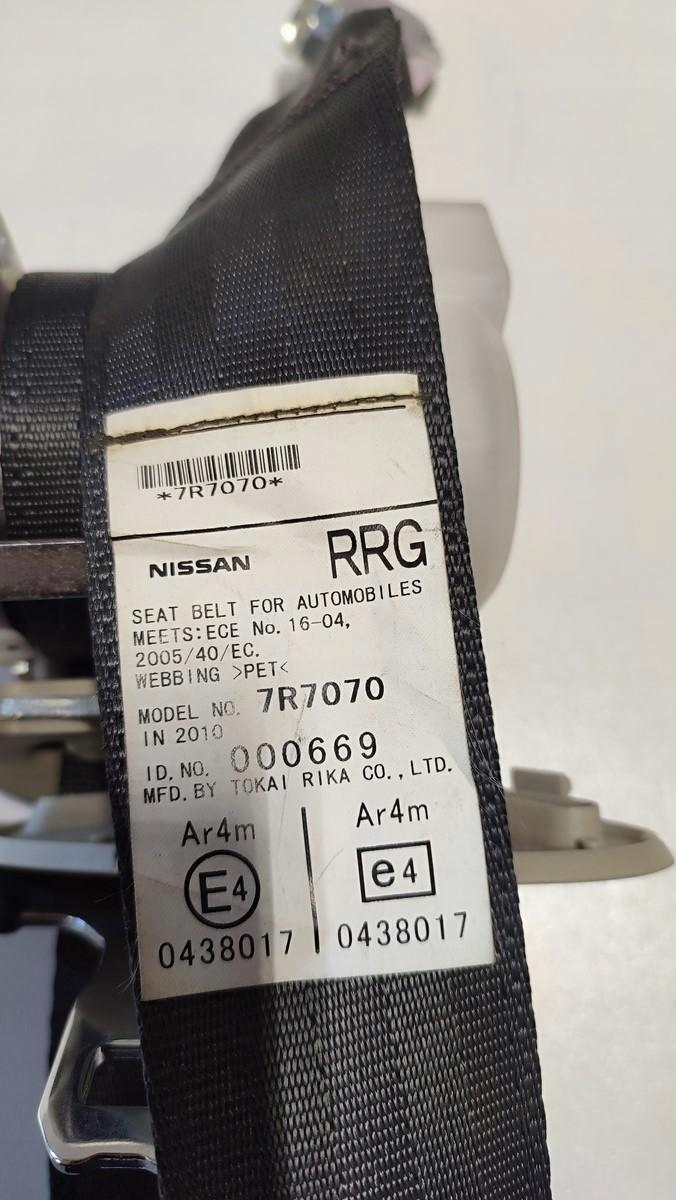 *7R7070*
NISSAN RRG
SEAT BELT FOR AUTOMOBILES
MEETS:ECE No. 16-04,
2005/40/EC.
WEBBING >PET<
MODEL NO. 7R7070
IN 2010
ID. NO. 000669
MFD. BY TOKAI RIKA CO., LTD.
Ar4m Ar4m
E4 e4
0438017 0438017